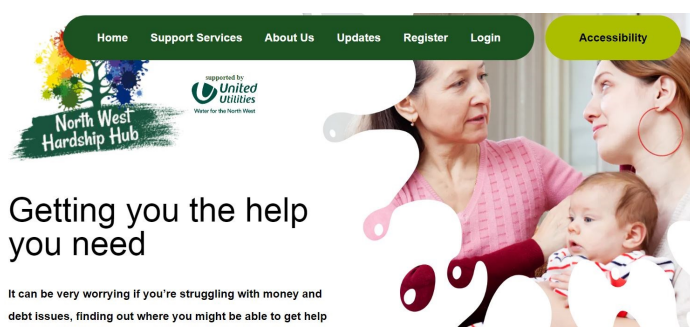 Home Support Services About Us Updates Register Login Accessibility
supported by
United
Utilities
Water for the North West
North West
Hardship Hub
Getting you the help
you need
It can be very worrying if you're struggling with money and
debt issues, finding out where you might be able to get help